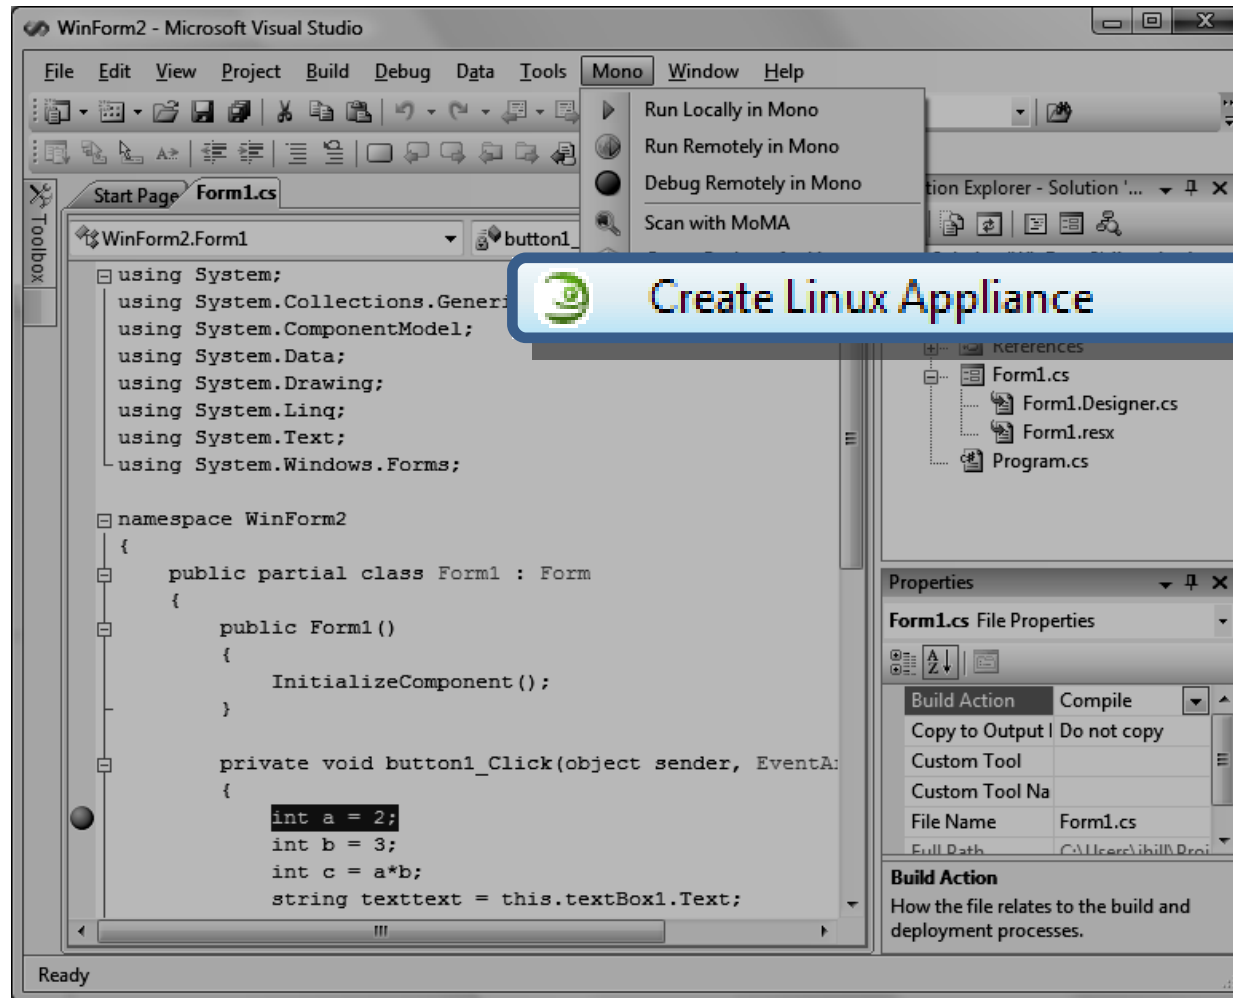 WinForm2 - Microsoft Visual Studio
File Edit View Project Build Debug Data Tools Mono Window Help
Run Locally in Mono
Run Remotely in Mono
Debug Remotely in Mono
Scan with MoMA
Create Linux Appliance
Toolbox
Start Page Form1.cs
WinForm2.Form1 button1_
using System;
using System.Collections.Generi
using System.ComponentModel;
using System.Data;
using System.Drawing;
using System.Linq;
using System.Text;
using System.Windows.Forms;
namespace WinForm2
{
public partial class Form1 : Form
{
public Form1()
{
InitializeComponent();
}
private void button1_Click(object sender, EventA
{
int a = 2;
int b = 3;
int c = a*b;
string texttext = this.textBox1.Text;
tion Explorer - Solution '...
References
Form1.cs
Form1.Designer.cs
Form1.resx
Program.cs
Properties
Form1.cs File Properties
Build Action Compile
Copy to Output Do not copy
Custom Tool
Custom Tool Na
File Name Form1.cs
Full Path C:\Users\jhill\Proj
Build Action
How the file relates to the build and
deployment processes.
Ready